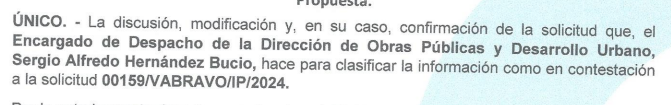 Propuesta.
ÚNICO. - La discusión, modificación y, en su caso, confirmación de la solicitud que, el
Encargado de Despacho de la Dirección de Obras Públicas y Desarrollo Urbano,
Sergio Alfredo Hernández Bucio, hace para clasificar la información como en contestación
a la solicitud 00159/VABRAVO/IP/2024.